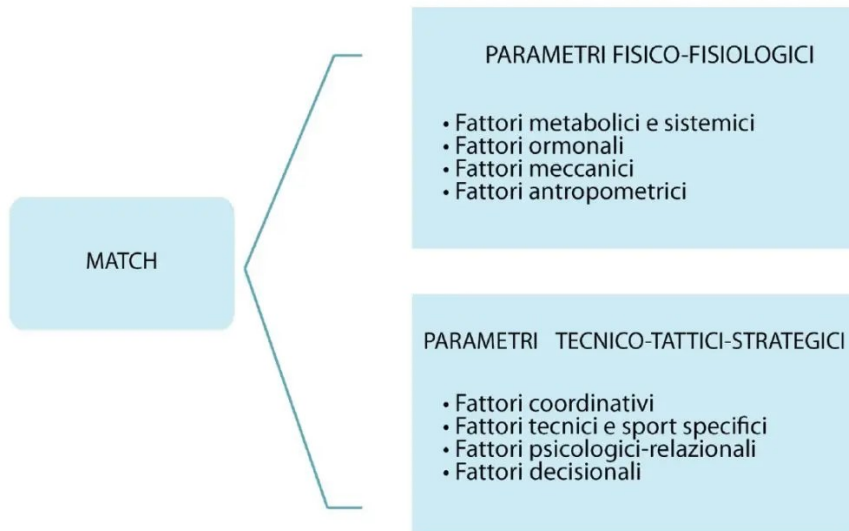 MATCH
PARAMETRI FISICO-FISIOLOGICI
• Fattori metabolici e sistemici
• Fattori ormonali
• Fattori meccanici
• Fattori antropometrici
PARAMETRI TECNICO-TATTICI-STRATEGICI
• Fattori coordinativi
• Fattori tecnici e sport specifici
• Fattori psicologici-relazionali
• Fattori decisionali